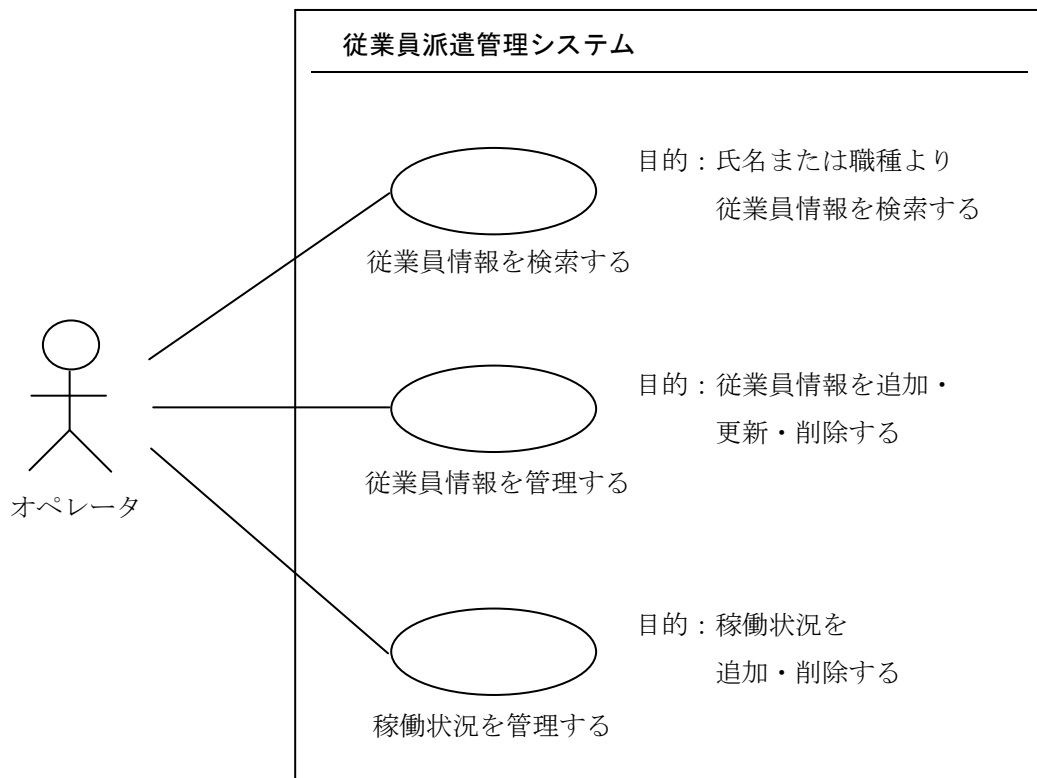 従業員派遣管理システム
目的：氏名または職種より
従業員情報を検索する
従業員情報を検索する
目的：従業員情報を追加・
更新・削除する
従業員情報を管理する
オペレータ
目的：稼働状況を
追加・削除する
稼働状況を管理する